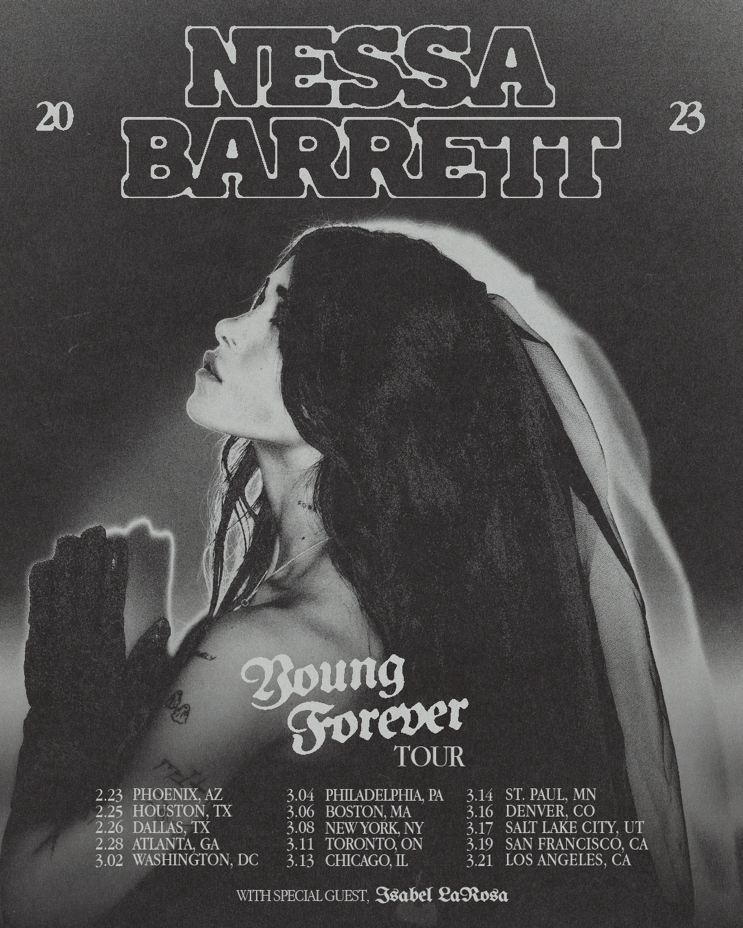 NESSA
20 BARRETT 23
Young
Forever
TOUR
2.23 PHOENIX, AZ
2.25 HOUSTON, TX
2.26 DALLAS, TX
2.28 ATLANTA, GA
3.02 WASHINGTON, DC
3.04 PHILADELPHIA, PA
3.06 BOSTON, MA
3.08 NEW YORK, NY
3.11 TORONTO, ON
3.13 CHICAGO, IL
3.14 ST. PAUL, MN
3.16 DENVER, CO
3.17 SALT LAKE CITY, UT
3.19 SAN FRANCISCO, CA
3.21 LOS ANGELES, CA
WITH SPECIAL GUEST, Isabel LaRosa